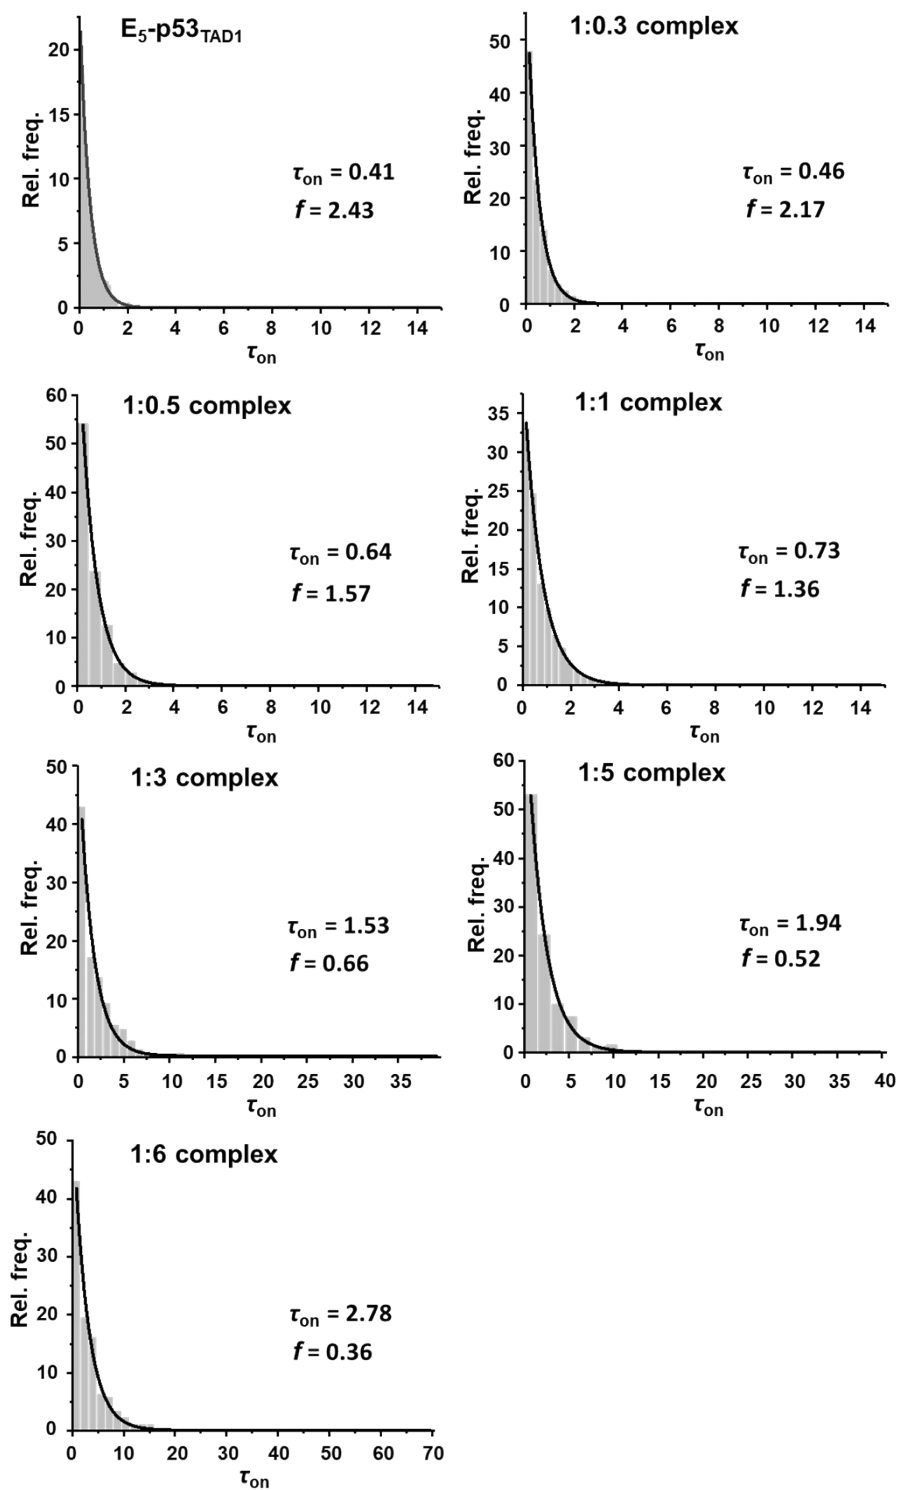 E₅-p53TAD1
Rel. freq.
20
15
10
5
0
τon = 0.41
f = 2.43
0 2 4 6 8 10 12 14
τon
1:0.3 complex
Rel. freq.
50
40
30
20
10
0
τon = 0.46
f = 2.17
0 2 4 6 8 10 12 14
τon
1:0.5 complex
Rel. freq.
60
50
40
30
20
10
0
τon = 0.64
f = 1.57
0 2 4 6 8 10 12 14
τon
1:1 complex
Rel. freq.
35
30
25
20
15
10
5
0
τon = 0.73
f = 1.36
0 2 4 6 8 10 12 14
τon
1:3 complex
Rel. freq.
50
40
30
20
10
0
τon = 1.53
f = 0.66
0 5 10 15 20 25 30 35
τon
1:5 complex
Rel. freq.
60
50
40
30
20
10
0
τon = 1.94
f = 0.52
0 5 10 15 20 25 30 35 40
τon
1:6 complex
Rel. freq.
50
40
30
20
10
0
τon = 2.78
f = 0.36
0 10 20 30 40 50 60 70
τon